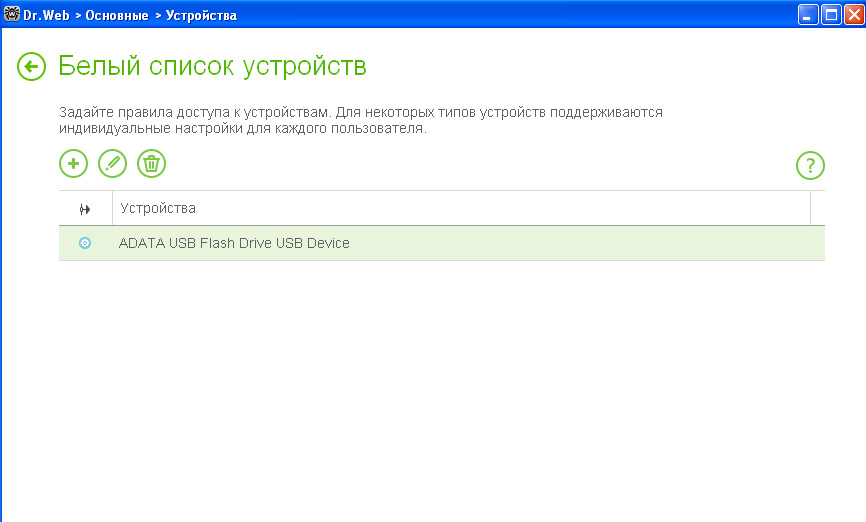 Dr.Web > Основные > Устройства
Белый список устройств
Задайте правила доступа к устройствам. Для некоторых типов устройств поддерживаются
индивидуальные настройки для каждого пользователя.
?
Устройства
ADATA USB Flash Drive USB Device